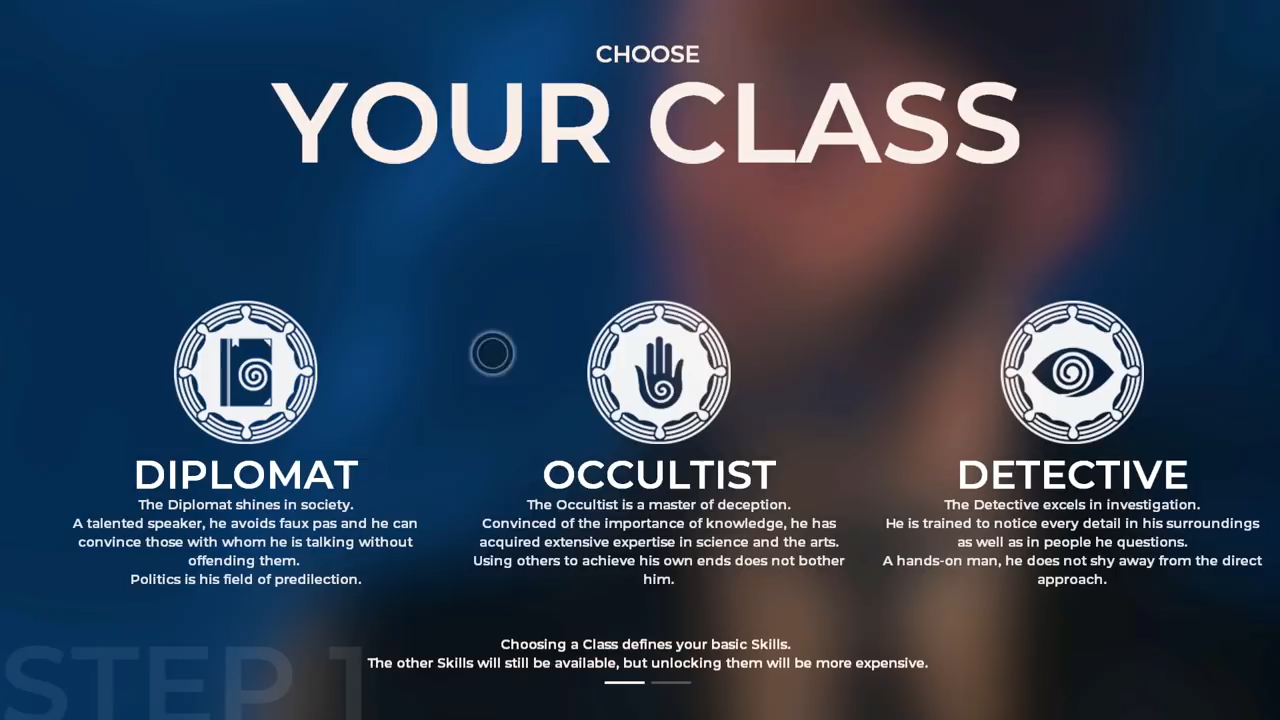 CHOOSE
YOUR CLASS
DIPLOMAT
The Diplomat shines in society.
A talented speaker, he avoids faux pas and he can
convince those with whom he is talking without
offending them.
Politics is his field of predilection.
OCCULTIST
The Occultist is a master of deception.
Convinced of the importance of knowledge, he has
acquired extensive expertise in science and the arts.
Using others to achieve his own ends does not bother
him.
DETECTIVE
The Detective excels in investigation.
He is trained to notice every detail in his surroundings
as well as in people he questions.
A hands-on man, he does not shy away from the direct
approach.
Choosing a Class defines your basic Skills.
The other Skills will still be available, but unlocking them will be more expensive.
STEP 1